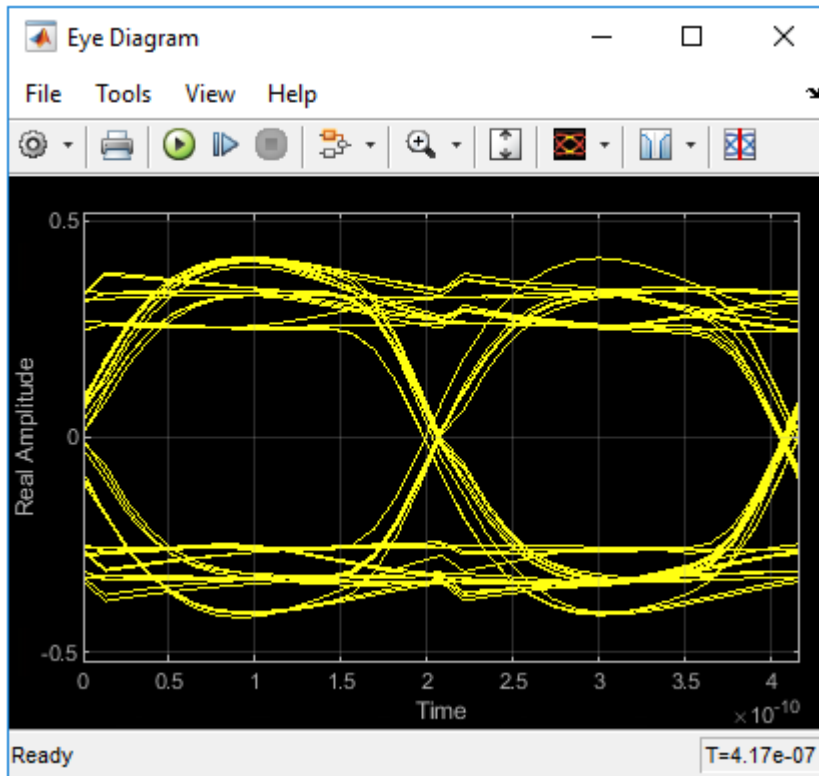 Eye Diagram
File Tools View Help
0.5
0
-0.5
Real Amplitude
0 0.5 1 1.5 2 2.5 3 3.5 4
Time
×10⁻¹⁰
Ready T=4.17e-07